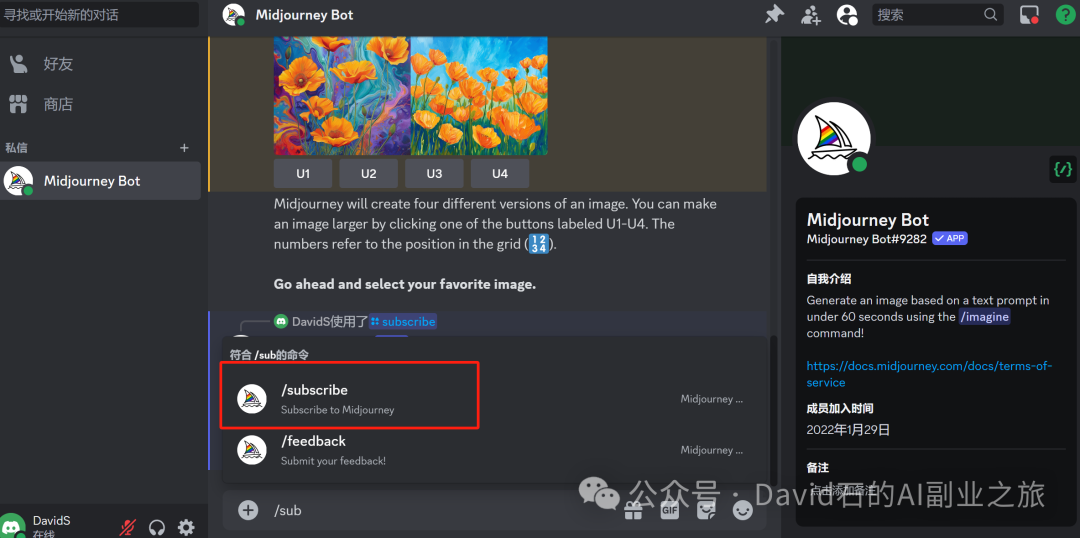 寻找或开始新的对话
好友
商店
私信
Midjourney Bot
DavidS
在线
Midjourney Bot
搜索
U1 U2 U3 U4
Midjourney will create four different versions of an image. You can make
an image larger by clicking one of the buttons labeled U1-U4. The
numbers refer to the position in the grid (1 2 3 4).
Go ahead and select your favorite image.
DavidS使用了 subscribe
符合 /sub的命令
/subscribe
Subscribe to Midjourney
Midjourney ...
/feedback
Submit your feedback!
Midjourney ...
/sub
GIF
Midjourney Bot
Midjourney Bot#9282 APP
自我介绍
Generate an image based on a text prompt in
under 60 seconds using the /imagine
command!
https://docs.midjourney.com/docs/terms-of-
service
成员加入时间
2022年1月29日
备注
点击添加备注
公众号 · David石的AI副业之旅